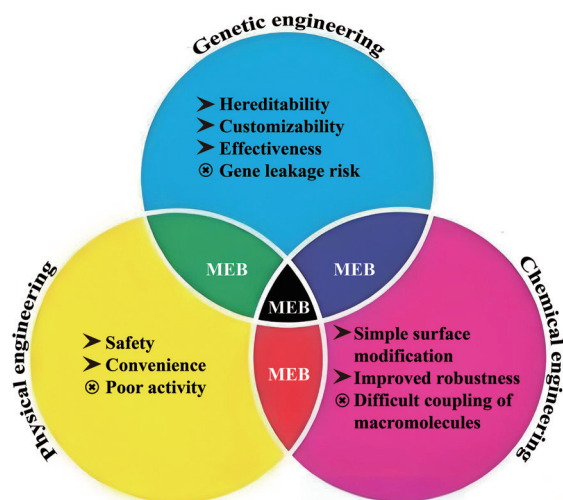 Genetic engineering
➤ Hereditability
➤ Customizability
➤ Effectiveness
⊗ Gene leakage risk
MEB
MEB
MEB
Physical engineering
➤ Safety
➤ Convenience
⊗ Poor activity
MEB
Chemical engineering
➤ Simple surface
modification
➤ Improved robustness
⊗ Difficult coupling of
macromolecules